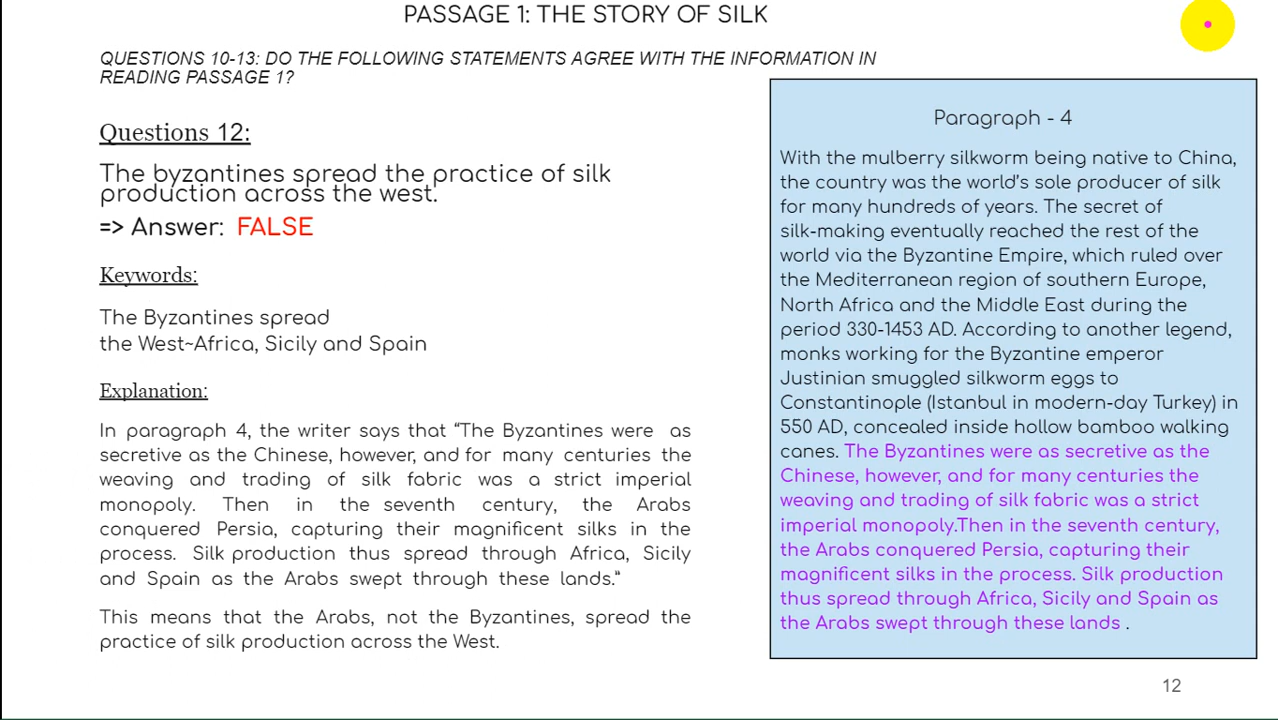 PASSAGE 1: THE STORY OF SILK
QUESTIONS 10-13: DO THE FOLLOWING STATEMENTS AGREE WITH THE INFORMATION IN
READING PASSAGE 1?
Questions 12:
The byzantines spread the practice of silk
production across the west.
=> Answer: FALSE
Keywords:
The Byzantines spread
the West~Africa, Sicily and Spain
Explanation:
In paragraph 4, the writer says that “The Byzantines were as
secretive as the Chinese, however, and for many centuries the
weaving and trading of silk fabric was a strict imperial
monopoly. Then in the seventh century, the Arabs
conquered Persia, capturing their magnificent silks in the
process. Silk production thus spread through Africa, Sicily
and Spain as the Arabs swept through these lands.”
This means that the Arabs, not the Byzantines, spread the
practice of silk production across the West.
Paragraph - 4
With the mulberry silkworm being native to China,
the country was the world’s sole producer of silk
for many hundreds of years. The secret of
silk-making eventually reached the rest of the
world via the Byzantine Empire, which ruled over
the Mediterranean region of southern Europe,
North Africa and the Middle East during the
period 330-1453 AD. According to another legend,
monks working for the Byzantine emperor
Justinian smuggled silkworm eggs to
Constantinople (Istanbul in modern-day Turkey) in
550 AD, concealed inside hollow bamboo walking
canes. The Byzantines were as secretive as the
Chinese, however, and for many centuries the
weaving and trading of silk fabric was a strict
imperial monopoly.Then in the seventh century,
the Arabs conquered Persia, capturing their
magnificent silks in the process. Silk production
thus spread through Africa, Sicily and Spain as
the Arabs swept through these lands .
12